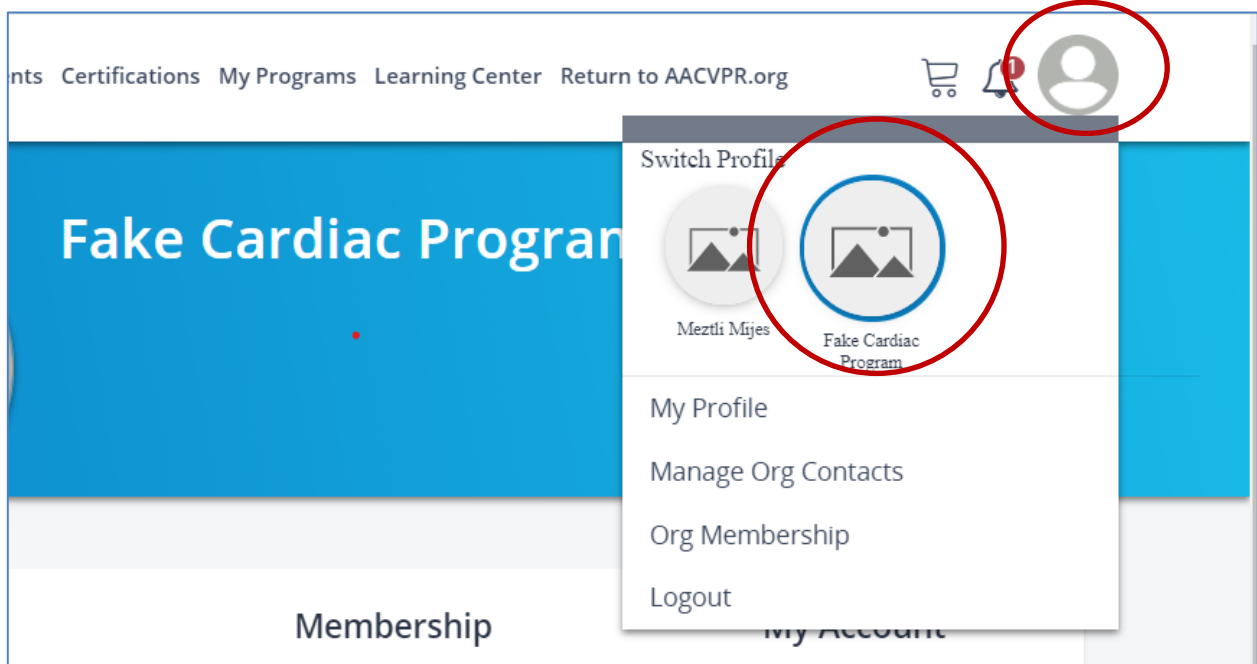 nts Certifications My Programs Learning Center Return to AACVPR.org
1
Switch Profile
Fake Cardiac Program
Meztli Mijes
Fake Cardiac
Program
My Profile
Manage Org Contacts
Org Membership
Logout
Membership
My Account